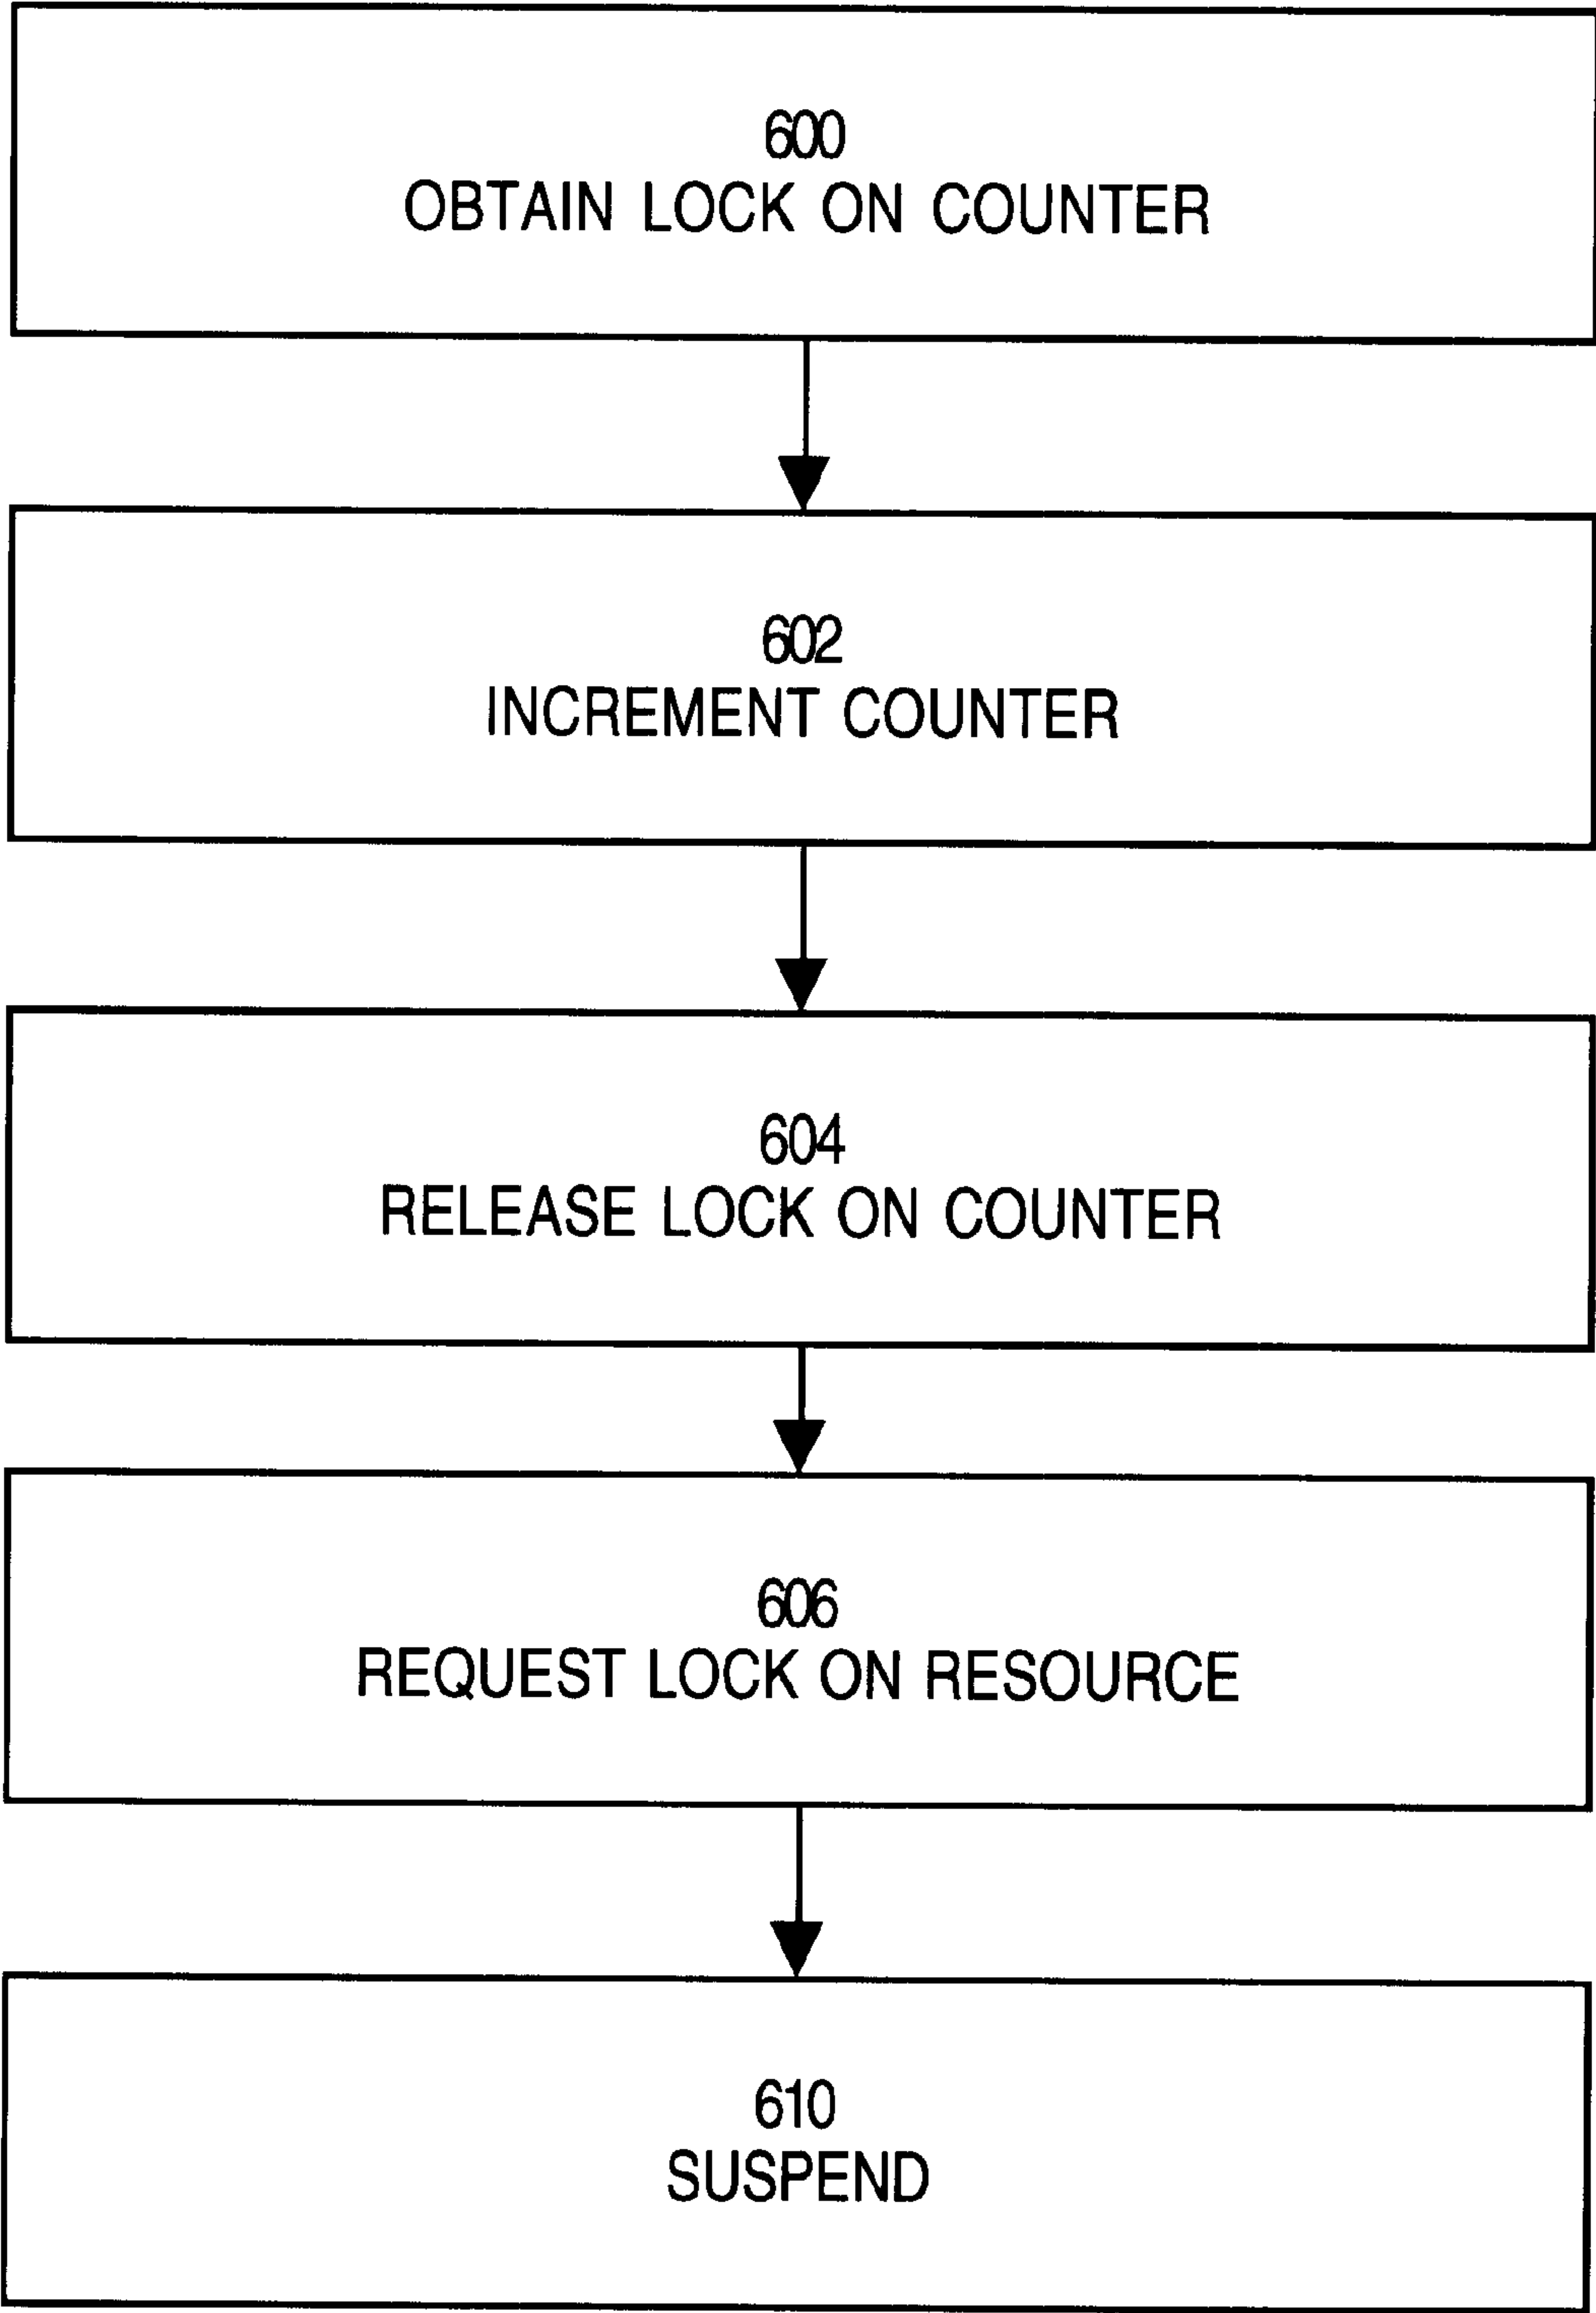 600
OBTAIN LOCK ON COUNTER
602
INCREMENT COUNTER
604
RELEASE LOCK ON COUNTER
606
REQUEST LOCK ON RESOURCE
610
SUSPEND